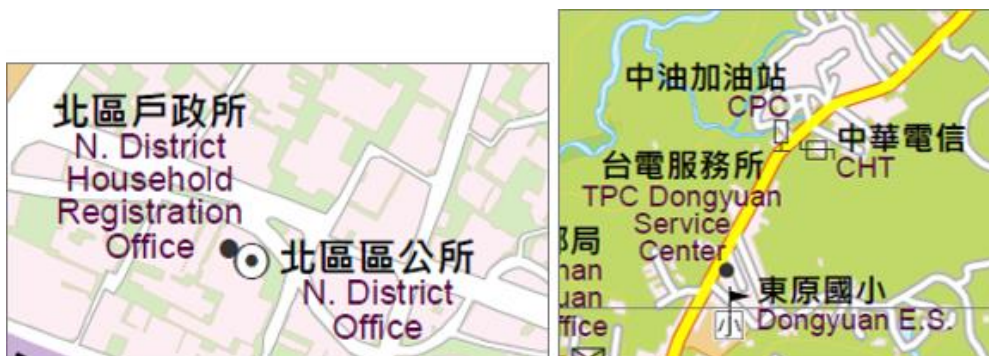 北區戶政所
N. District
Household
Registration
Office
北區區公所
N. District
Office
中油加油站
CPC
中華電信
CHT
台電服務所
TPC Dongyuan
Service
Center
局
東原國小
小
Dongyuan E.S.